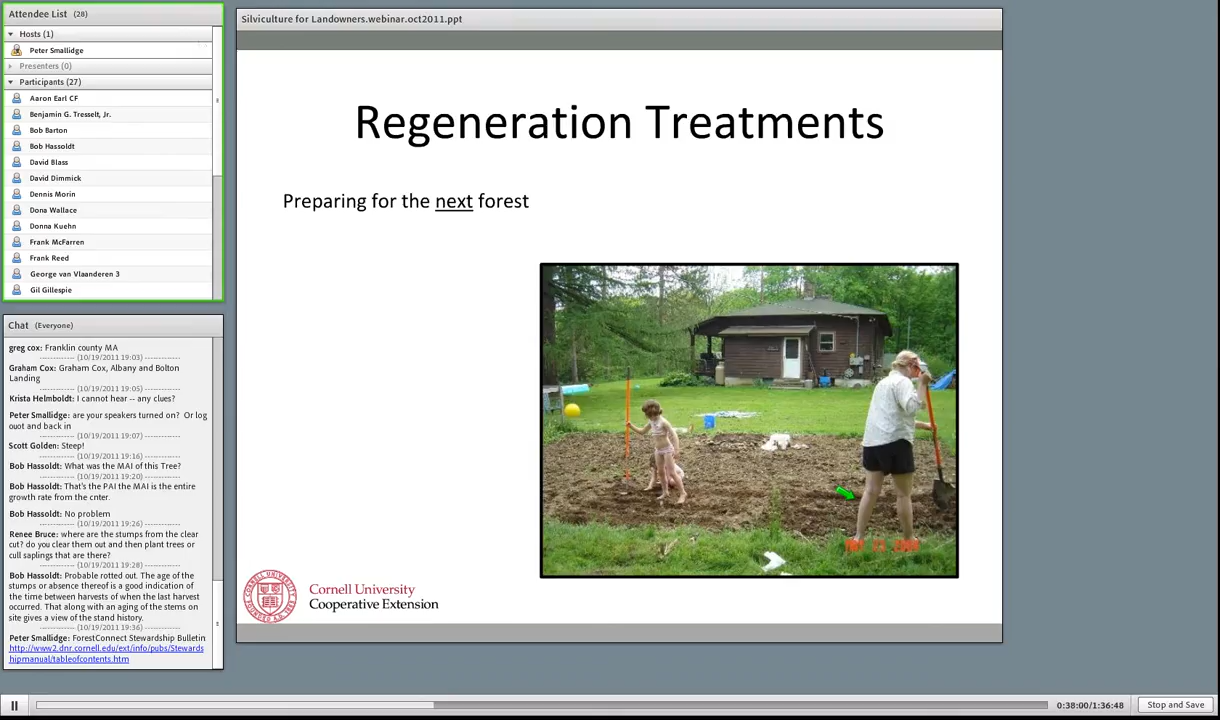 Attendee List (28)
Hosts (1)
Peter Smallidge
Presenters (0)
Participants (27)
Aaron Earl CF
Benjamin G. Tresselt, Jr.
Bob Barton
Bob Hassoldt
David Blass
David Dimmick
Dennis Morin
Dona Wallace
Donna Kuehn
Frank McFarren
Frank Reed
George van Vlaanderen 3
Gil Gillespie
Chat (Everyone)
greg cox: Franklin county MA
------------ (10/19/2011 19:03) ------------
Graham Cox: Graham Cox, Albany and Bolton
Landing
------------ (10/19/2011 19:05) ------------
Krista Helmboldt: I cannot hear -- any clues?
Peter Smallidge: are your speakers turned on? Or log
ouot and back in
------------ (10/19/2011 19:07) ------------
Scott Golden: Steep!
------------ (10/19/2011 19:16) ------------
Bob Hassoldt: What was the MAI of this Tree?
------------ (10/19/2011 19:20) ------------
Bob Hassoldt: That's the PAI the MAI is the entire
growth rate from the cnter.
Bob Hassoldt: No problem
------------ (10/19/2011 19:26) ------------
Renee Bruce: where are the stumps from the clear
cut? do you clear them out and then plant trees or
cull saplings that are there?
------------ (10/19/2011 19:28) ------------
Bob Hassoldt: Probable rotted out. The age of the
stumps or absence thereof is a good indication of
the time between harvests of when the last harvest
occurred. That along with an aging of the stems on
site gives a view of the stand history.
------------ (10/19/2011 19:36) ------------
Peter Smallidge: ForestConnect Stewardship Bulletin
http://www2.dnr.cornell.edu/ext/info/pubs/Stewards
hipmanual/tableofcontents.htm
Silviculture for Landowners.webinar.oct2011.ppt
Regeneration Treatments
Preparing for the next forest
Cornell University
Cooperative Extension
0:38:00/1:36:48
Stop and Save